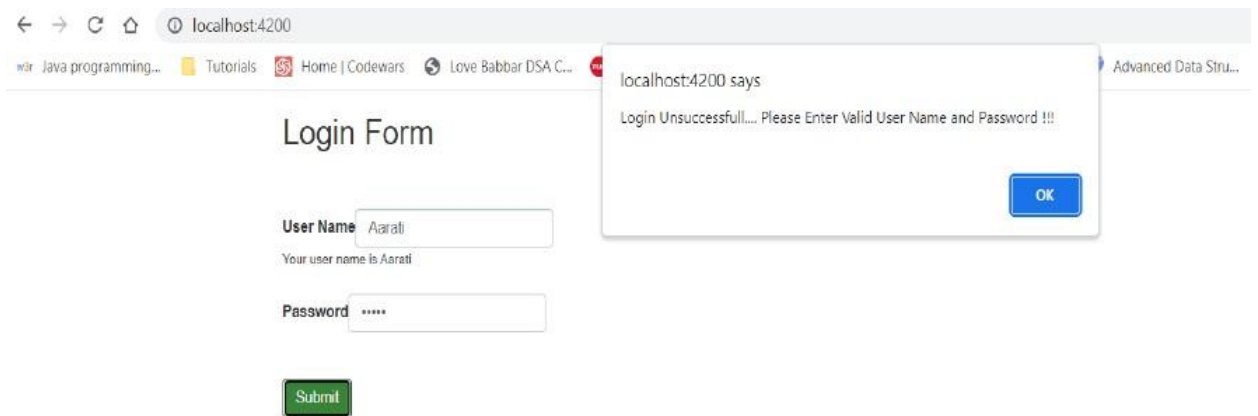 localhost:4200
Java programming... Tutorials Home | Codewars Love Babbar DSA C... Advanced Data Stru...
localhost:4200 says
Login Unsuccessfull.... Please Enter Valid User Name and Password !!!
OK
Login Form
User Name Aarati
Your user name is Aarati
Password •••••
Submit